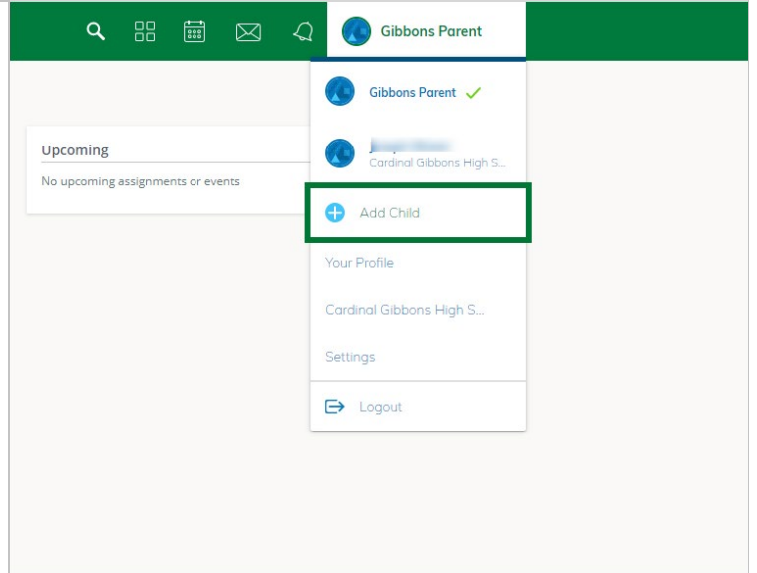 Gibbons Parent
Gibbons Parent
Cardinal Gibbons High S...
Upcoming
No upcoming assignments or events
Add Child
Your Profile
Cardinal Gibbons High S...
Settings
Logout